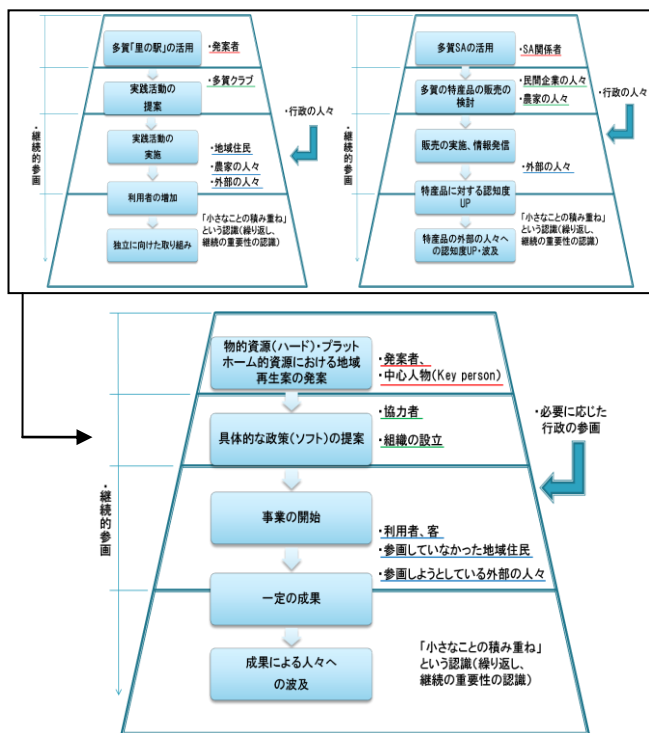 多賀「里の駅」の活用
・発案者
実践活動の
提案
・多賀クラブ
・行政の人々
実践活動の
実施
・地域住民
・農家の人々
・外部の人々
利用者の増加
「小さなことの積み重ね」
という認識(繰り返し、
継続の重要性の認識)
独立に向けた取り組み
・継続的参画
多賀SAの活用
・SA関係者
多賀の特産品の販売の
検討
・民間企業の人々
・農家の人々
・行政の人々
販売の実施、情報発信
・外部の人々
特産品に対する認知度
UP
「小さなことの積み重ね」
という認識(繰り返し、
継続の重要性の認識)
特産品の外部の人々へ
の認知度UP・波及
・継続的参画
物的資源(ハード)・プラット
ホーム的資源における地域
再生案の発案
・発案者、
・中心人物(Key person)
具体的な政策(ソフト)の提案
・協力者
・組織の設立
・必要に応じた
行政の参画
事業の開始
・利用者、客
・参画していなかった地域住民
・参画しようとしている外部の人々
一定の成果
成果による人々へ
の波及
「小さなことの積み重ね」
という認識(繰り返し、
継続の重要性の認識)
・継続的参画